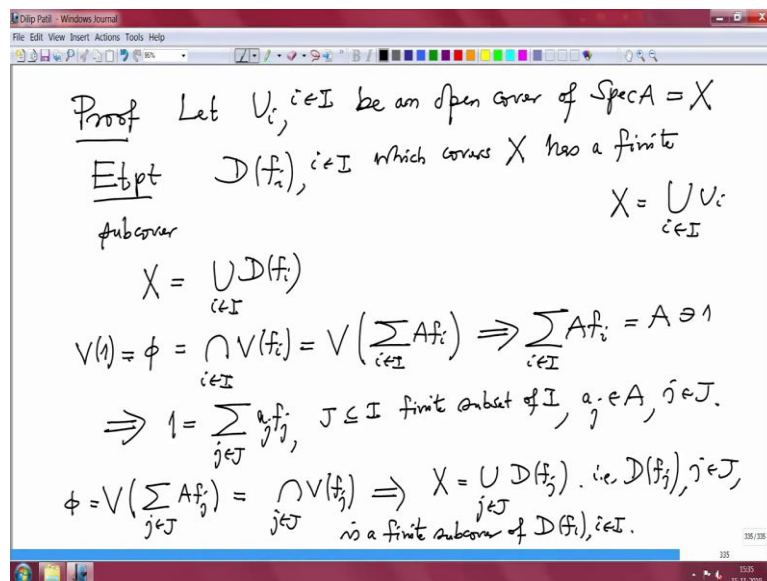 Dilip Patil - Windows Journal
File Edit View Insert Actions Tools Help
Proof Let U_i, i∈I be an open cover of Spec A = X
Etpt D(f_i), i∈I which covers X has a finite
X = ⋃_{i∈I} U_i
subcover
X = ⋃_{i∈I} D(f_i)
V(1) = φ = ⋂_{i∈I} V(f_i) = V(∑_{i∈I} Af_i) ⟹ ∑_{i∈I} Af_i = A ∋ 1
⟹ 1 = ∑_{j∈J} a_j f_j, J ⊆ I finite subset of I, a_j ∈ A, j∈J.
φ = V(∑_{j∈J} Af_j) = ⋂_{j∈J} V(f_j) ⟹ X = ⋃_{j∈J} D(f_j). i.e. D(f_j), j∈J,
is a finite subcover of D(f_i), i∈I.
335/335
335
15:35